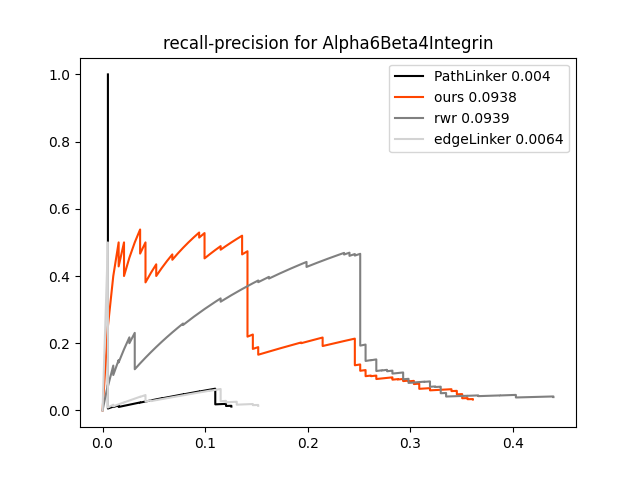 recall-precision for Alpha6Beta4Integrin
PathLinker 0.004
ours 0.0938
rwr 0.0939
edgeLinker 0.0064
1.0
0.8
0.6
0.4
0.2
0.0
0.0 0.1 0.2 0.3 0.4